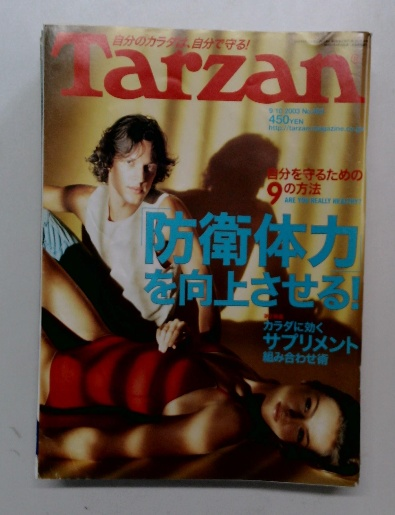 自分のカラダは、自分で守る!
Tarzan
450YEN
自分を守るための
9の方法
ARE YOU REALLY
「防衛体力」
を向上させる!
カラダに効く
サプリメント
組み合わせ術